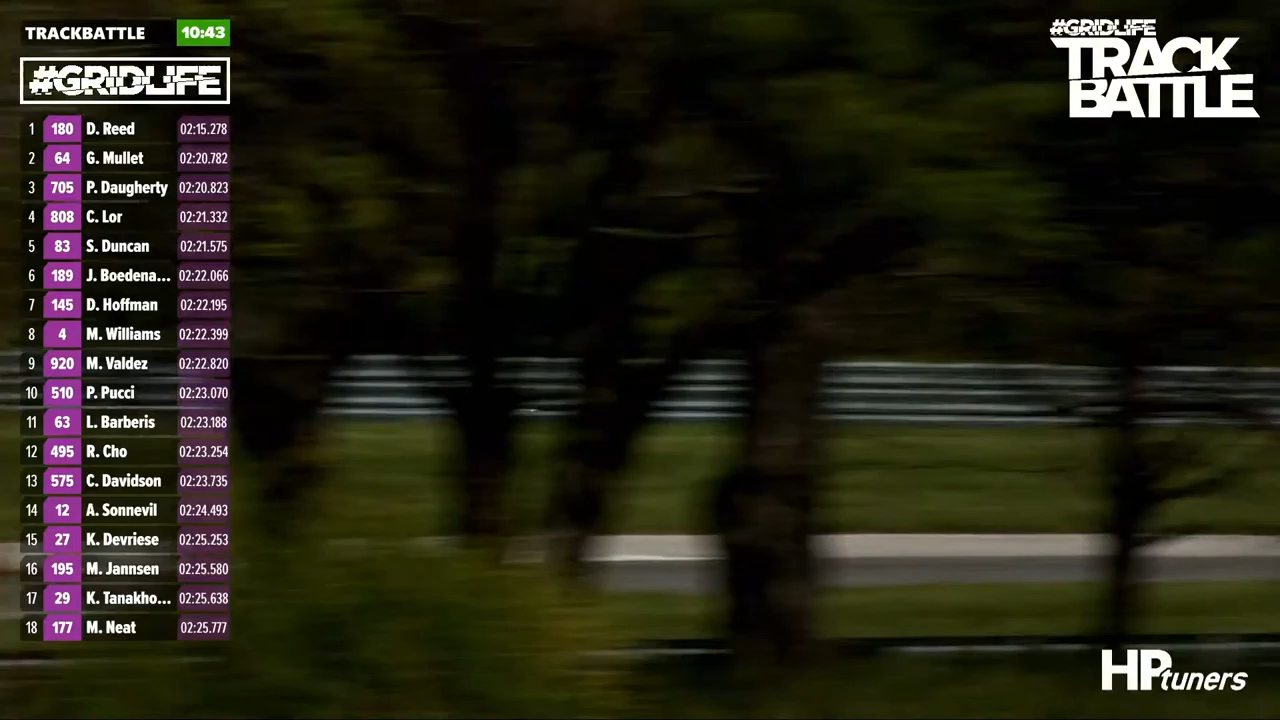 TRACKBATTLE 10:43
#GRIDLIFE
1 180 D. Reed 02:15.278
2 64 G. Mullet 02:20.782
3 705 P. Daugherty 02:20.823
4 808 C. Lor 02:21.332
5 83 S. Duncan 02:21.575
6 189 J. Boedena... 02:22.066
7 145 D. Hoffman 02:22.195
8 4 M. Williams 02:22.399
9 920 M. Valdez 02:22.820
10 510 P. Pucci 02:23.070
11 63 L. Barberis 02:23.188
12 495 R. Cho 02:23.254
13 575 C. Davidson 02:23.735
14 12 A. Sonnevil 02:24.493
15 27 K. Devriese 02:25.253
16 195 M. Jannsen 02:25.580
17 29 K. Tanakho... 02:25.638
18 177 M. Neat 02:25.777
#GRIDLIFE
TRACK
BATTLE
HPtuners